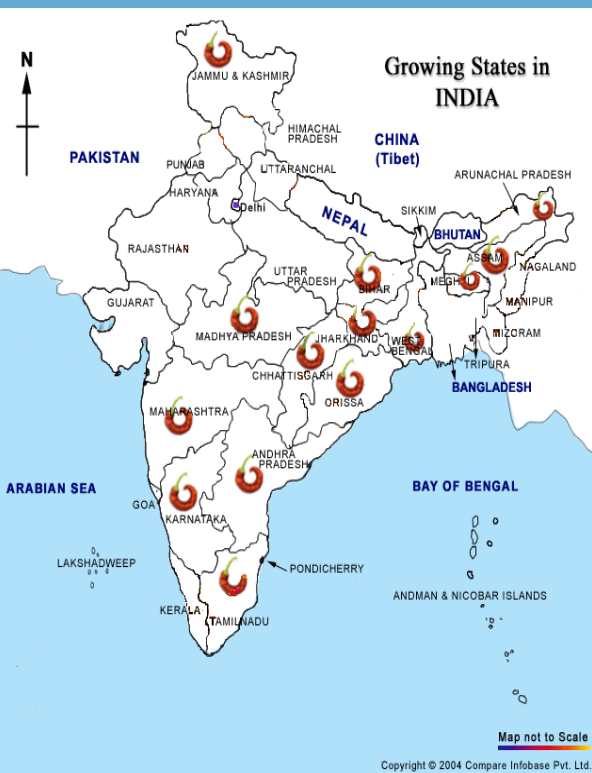 Growing States in
INDIA
N
JAMMU & KASHMIR
HIMACHAL
PRADESH
CHINA
(Tibet)
PAKISTAN
PUNJAB
UTTARANCHAL
ARUNACHAL PRADESH
HARYANA
Delhi
SIKKIM
NEPAL
BHUTAN
RAJASTHAN
ASSAM
NAGALAND
UTTAR
PRADESH
BIHAR
MEGH
GUJARAT
MANIPUR
MADHYA PRADESH
JHARKHAND
WEST
BENGAL
MIZORAM
TRIPURA
CHHATTISGARH
BANGLADESH
ORISSA
MAHARASHTRA
ANDHRA
PRADESH
ARABIAN SEA
BAY OF BENGAL
GOA
KARNATAKA
LAKSHADWEEP
PONDICHERRY
ANDMAN & NICOBAR ISLANDS
KERALA
TAMILNADU
Map not to Scale
Copyright © 2004 Compare Infobase Pvt. Ltd.